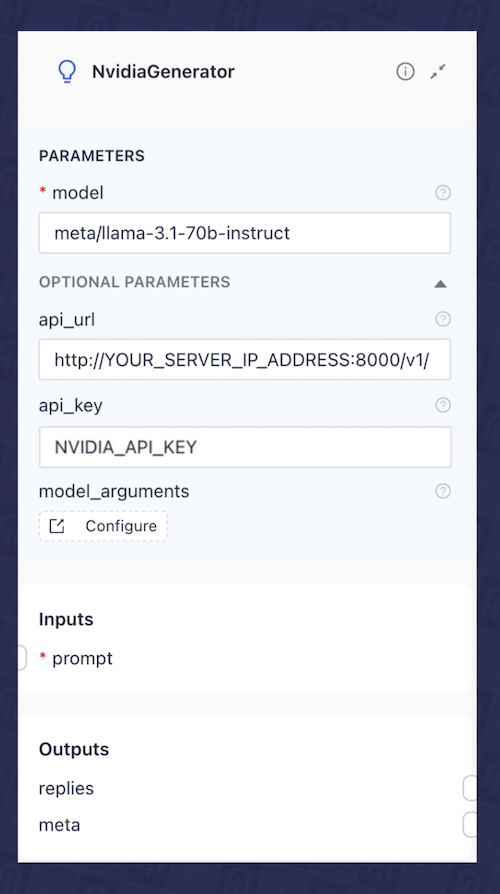 NvidiaGenerator
PARAMETERS
* model
meta/llama-3.1-70b-instruct
OPTIONAL PARAMETERS
api_url
http://YOUR_SERVER_IP_ADDRESS:8000/v1/
api_key
NVIDIA_API_KEY
model_arguments
Configure
Inputs
* prompt
Outputs
replies
meta